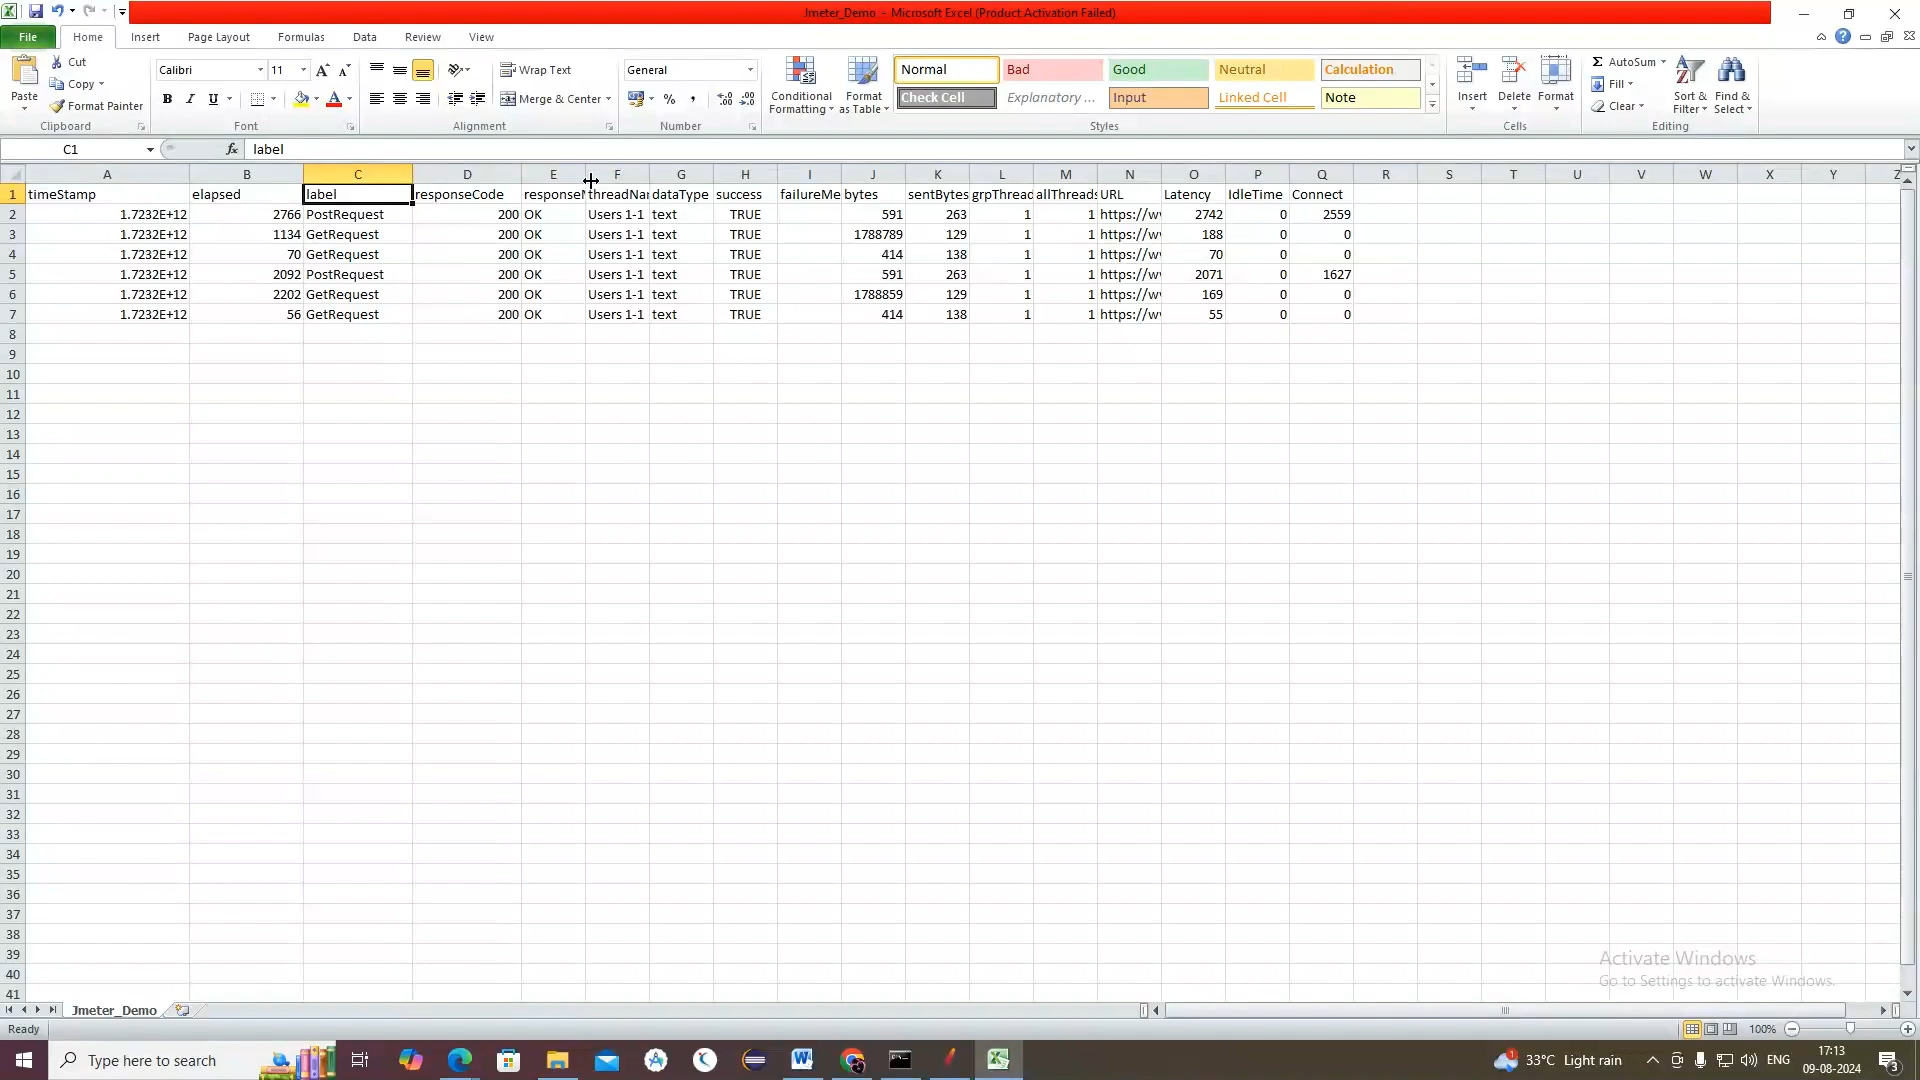 Jmeter_Demo - Microsoft Excel (Product Activation Failed)
File Home Insert Page Layout Formulas Data Review View
Paste Cut Copy Format Painter Clipboard
Calibri 11 B I U Font
Wrap Text Merge & Center Alignment
General % , Number
Conditional Formatting Format as Table
Normal Bad Good Neutral Calculation
Check Cell Explanatory ... Input Linked Cell Note
Styles
Insert Delete Format Cells
Σ AutoSum Fill Clear Sort & Filter Find & Select Editing
C1 fx label
A B C D E F G H I J K L M N O P Q R S T U V W X Y Z
1 timeStamp elapsed label responseCode responseM threadNa dataType success failureMe bytes sentBytes grpThread allThreads URL Latency IdleTime Connect
2 1.7232E+12 2766 PostRequest 200 OK Users 1-1 text TRUE 591 263 1 1 https://w 2742 0 2559
3 1.7232E+12 1134 GetRequest 200 OK Users 1-1 text TRUE 1788789 129 1 1 https://w 188 0 0
4 1.7232E+12 70 GetRequest 200 OK Users 1-1 text TRUE 414 138 1 1 https://w 70 0 0
5 1.7232E+12 2092 PostRequest 200 OK Users 1-1 text TRUE 591 263 1 1 https://w 2071 0 1627
6 1.7232E+12 2202 GetRequest 200 OK Users 1-1 text TRUE 1788859 129 1 1 https://w 169 0 0
7 1.7232E+12 56 GetRequest 200 OK Users 1-1 text TRUE 414 138 1 1 https://w 55 0 0
8
9
10
11
12
13
14
15
16
17
18
19
20
21
22
23
24
25
26
27
28
29
30
31
32
33
34
35
36
37
38
39
40
41
Activate Windows
Go to Settings to activate Windows.
Jmeter_Demo
Ready 100%
Type here to search 33°C Light rain ENG 17:13
09-08-2024 3